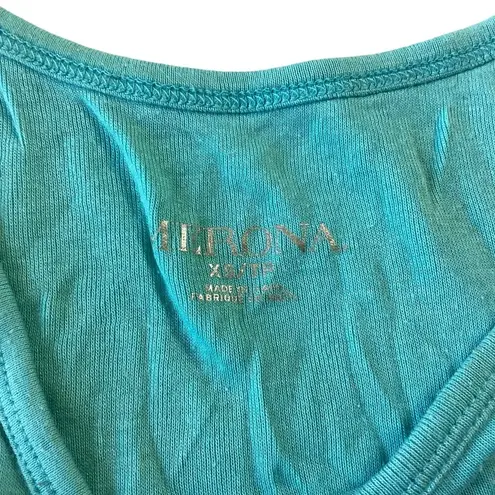 MERONA
XS/TP
MADE IN
FABRIQUÉ